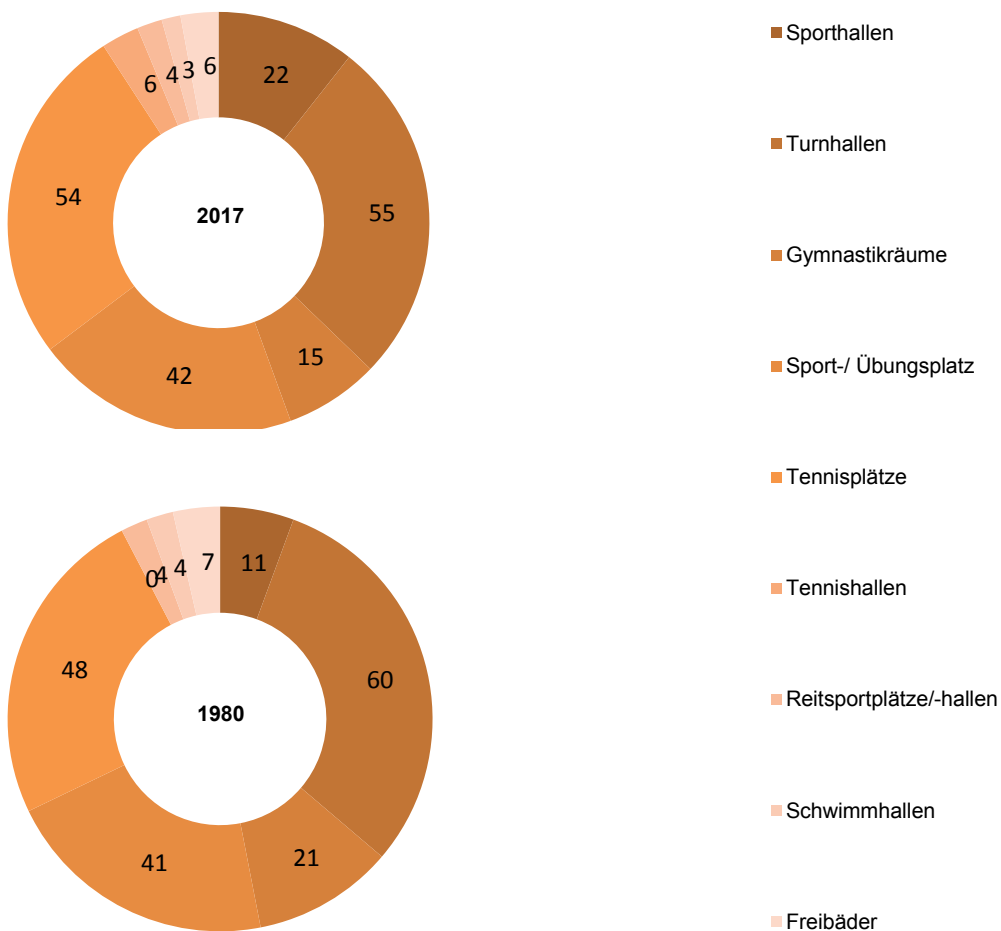 22
55
15
42
54
6
4
3
6
2017
11
60
21
41
48
0
4
4
7
1980
Sporthallen
Turnhallen
Gymnastikräume
Sport-/ Übungsplatz
Tennisplätze
Tennishallen
Reitsportplätze/-hallen
Schwimmhallen
Freibäder